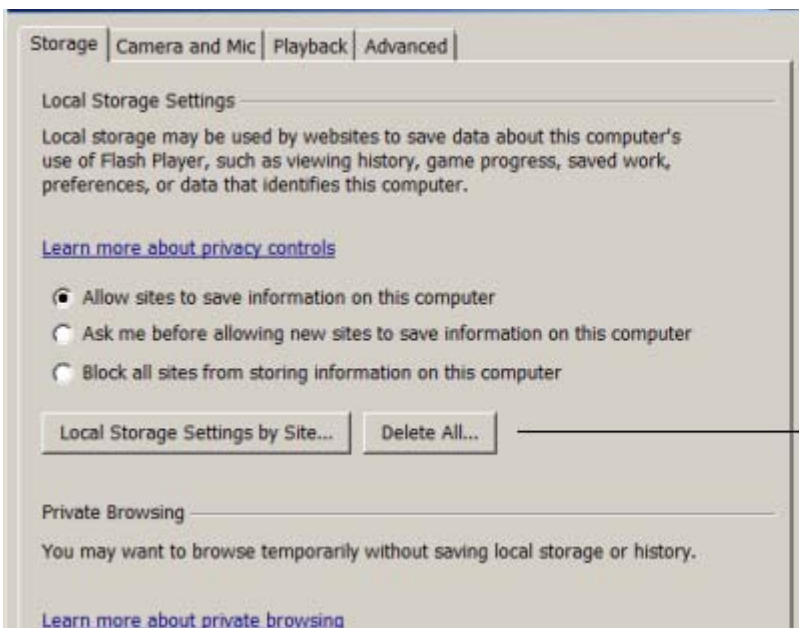 Storage Camera and Mic Playback Advanced
Local Storage Settings
Local storage may be used by websites to save data about this computer's
use of Flash Player, such as viewing history, game progress, saved work,
preferences, or data that identifies this computer.
Learn more about privacy controls
Allow sites to save information on this computer
Ask me before allowing new sites to save information on this computer
Block all sites from storing information on this computer
Local Storage Settings by Site... Delete All...
Private Browsing
You may want to browse temporarily without saving local storage or history.
Learn more about private browsing